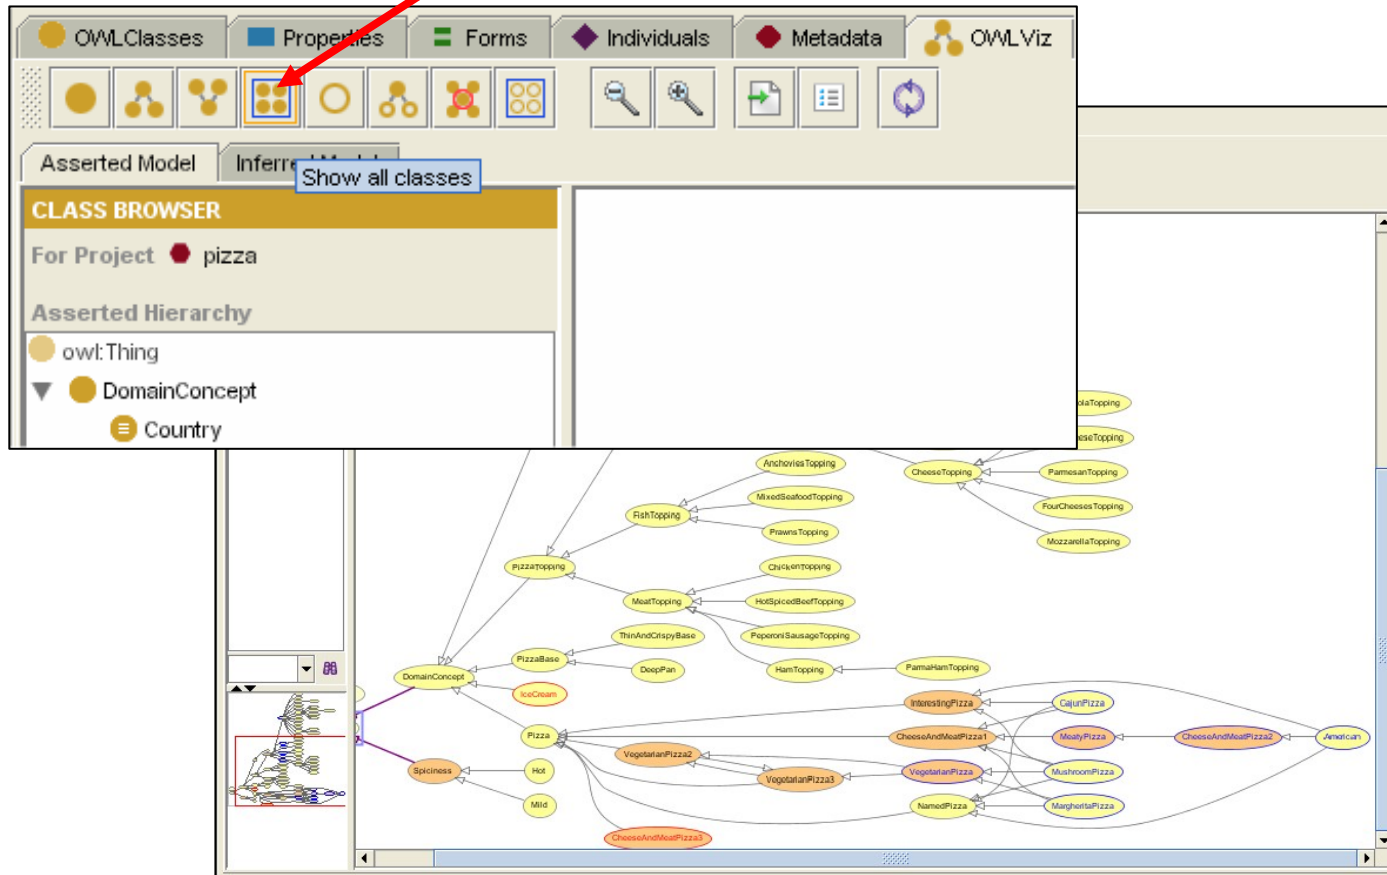 OWLClasses Properties Forms Individuals Metadata OWLViz
Asserted Model
Show all classes
CLASS BROWSER
For Project pizza
Asserted Hierarchy
owl:Thing
DomainConcept
Country
AnchoviesTopping
MixedSeafoodTopping
FishTopping
PrawnsTopping
CheeseTopping
ParmesanTopping
FourCheesesTopping
MozzarellaTopping
PizzaTopping
ChickenTopping
MeatTopping
HotSpicedBeefTopping
PeperoniSausageTopping
HamTopping
ParmaHamTopping
ThinAndCrispyBase
PizzaBase
DeepPan
DomainConcept
IceCream
InterestingPizza
CajunPizza
Pizza
CheeseAndMeatPizza1
MeatyPizza
CheeseAndMeatPizza2
American
VegetarianPizza2
Spiciness
Hot
VegetarianPizza3
VegetarianPizza
MushroomPizza
Mild
NamedPizza
MargheritaPizza
CheeseAndMeatPizza3